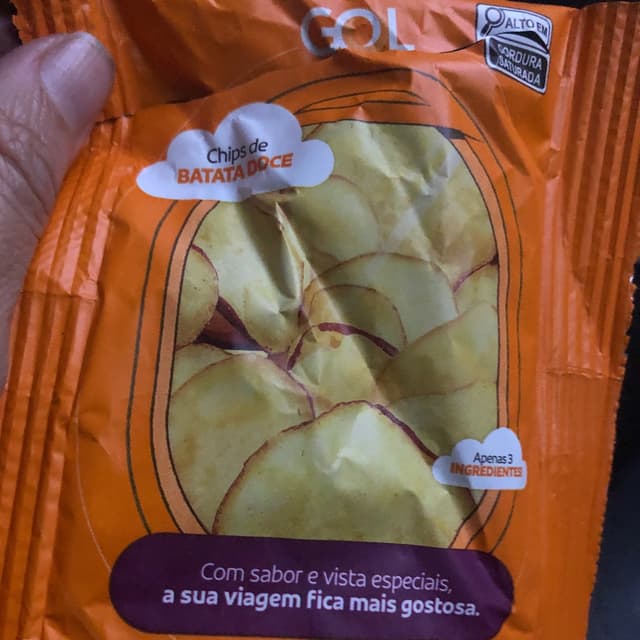 GOL
ALTO EM
GORDURA
SATURADA
Chips de
BATATA DOCE
Apenas 3
INGREDIENTES
Com sabor e vista especiais,
a sua viagem fica mais gostosa.